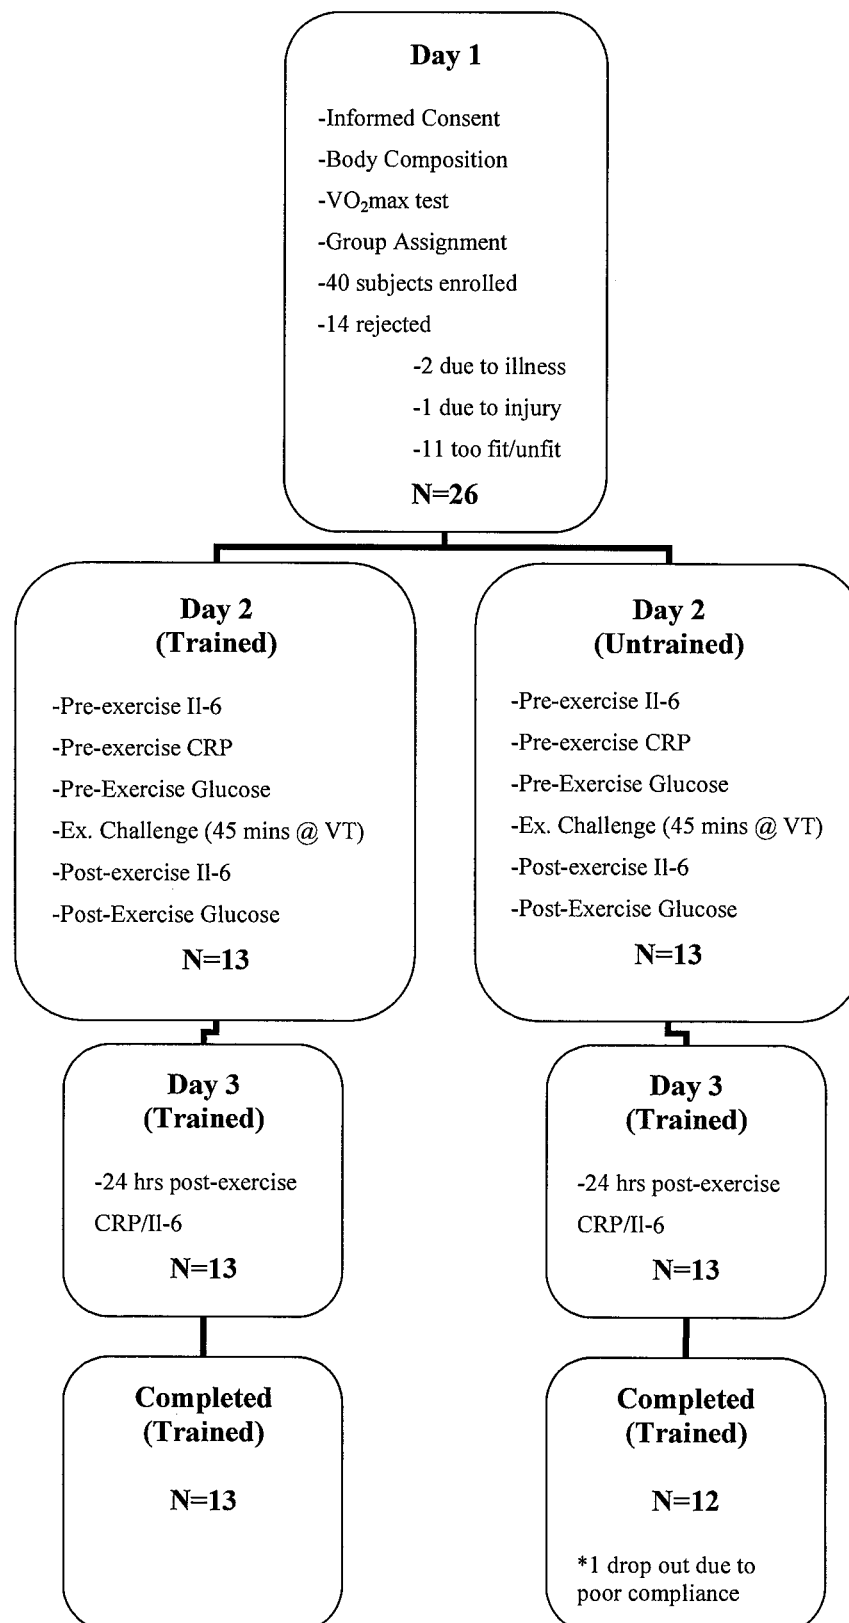 Day 1
-Informed Consent
-Body Composition
-VO₂max test
-Group Assignment
-40 subjects enrolled
-14 rejected
-2 due to illness
-1 due to injury
-11 too fit/unfit
N=26
Day 2
(Trained)
-Pre-exercise Il-6
-Pre-exercise CRP
-Pre-Exercise Glucose
-Ex. Challenge (45 mins @ VT)
-Post-exercise Il-6
-Post-Exercise Glucose
N=13
Day 2
(Untrained)
-Pre-exercise Il-6
-Pre-exercise CRP
-Pre-Exercise Glucose
-Ex. Challenge (45 mins @ VT)
-Post-exercise Il-6
-Post-Exercise Glucose
N=13
Day 3
(Trained)
-24 hrs post-exercise
CRP/Il-6
N=13
Day 3
(Trained)
-24 hrs post-exercise
CRP/Il-6
N=13
Completed
(Trained)
N=13
Completed
(Trained)
N=12
*1 drop out due to
poor compliance